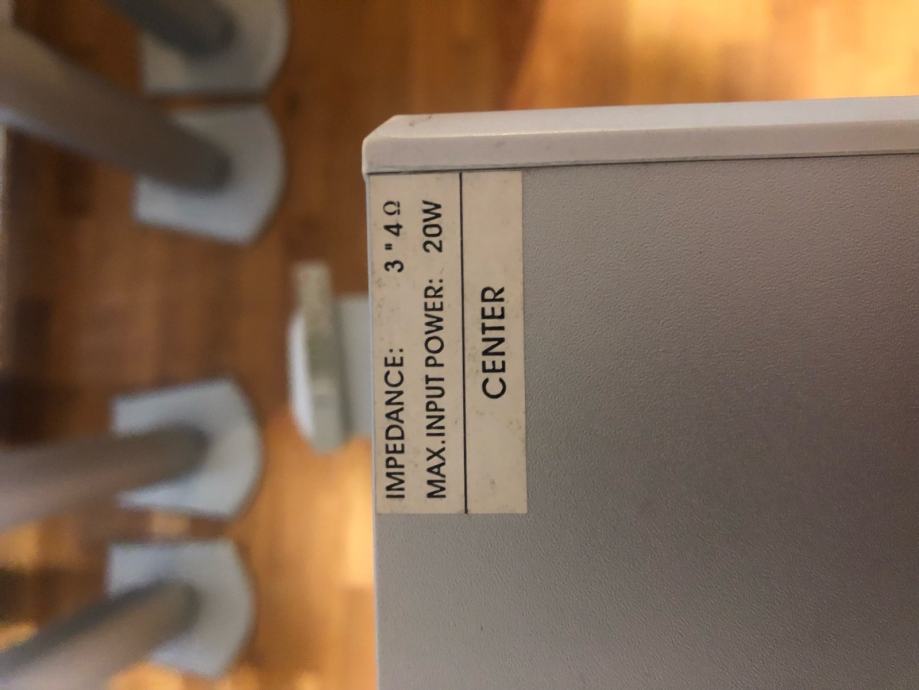 IMPEDANCE: 3 " 4 Ω
MAX.INPUT POWER: 20W
CENTER